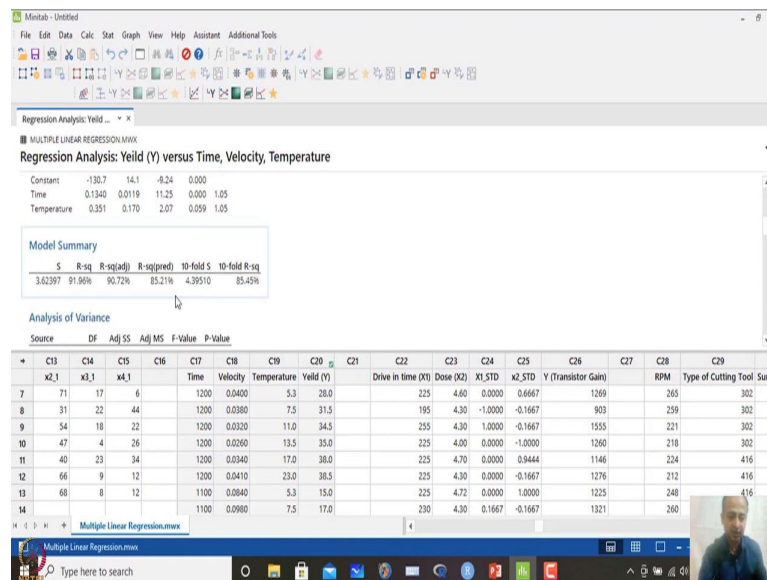 Minitab - Untitled
File Edit Data Calc Stat Graph View Help Assistant Additional Tools
Regression Analysis: Yeild ...
MULTIPLE LINEAR REGRESSION.MWX
Regression Analysis: Yeild (Y) versus Time, Velocity, Temperature
Constant -130.7 14.1 -9.24 0.000
Time 0.1340 0.0119 11.25 0.000 1.05
Temperature 0.351 0.170 2.07 0.059 1.05
Model Summary
S R-sq R-sq(adj) R-sq(pred) 10-fold S 10-fold R-sq
3.62397 91.96% 90.72% 85.21% 4.39510 85.45%
Analysis of Variance
Source DF Adj SS Adj MS F-Value P-Value
C13 C14 C15 C16 C17 C18 C19 C20 C21 C22 C23 C24 C25 C26 C27 C28 C29
x2_1 x3_1 x4_1 Time Velocity Temperature Yeild (Y) Drive in time (X1) Dose (X2) X1_STD x2_STD Y (Transistor Gain) RPM Type of Cutting Tool Sur
7 71 17 6 1200 0.0400 5.3 28.0 225 4.60 0.0000 0.6667 1269 265 302
8 31 22 44 1200 0.0380 7.5 31.5 195 4.30 -1.0000 -0.1667 903 259 302
9 54 18 22 1200 0.0320 11.0 34.5 255 4.30 1.0000 -0.1667 1555 221 302
10 47 4 26 1200 0.0260 13.5 35.0 225 4.00 0.0000 -1.0000 1260 218 302
11 40 23 34 1200 0.0340 17.0 38.0 225 4.70 0.0000 0.9444 1146 224 416
12 66 9 12 1200 0.0410 23.0 38.5 225 4.30 0.0000 -0.1667 1276 212 416
13 68 8 12 1100 0.0840 5.3 15.0 225 4.72 0.0000 1.0000 1225 248 416
14 1100 0.0980 7.5 17.0 230 4.30 0.1667 -0.1667 1321 260
Multiple Linear Regression.mwx
Multiple Linear Regression.mwx
Type here to search